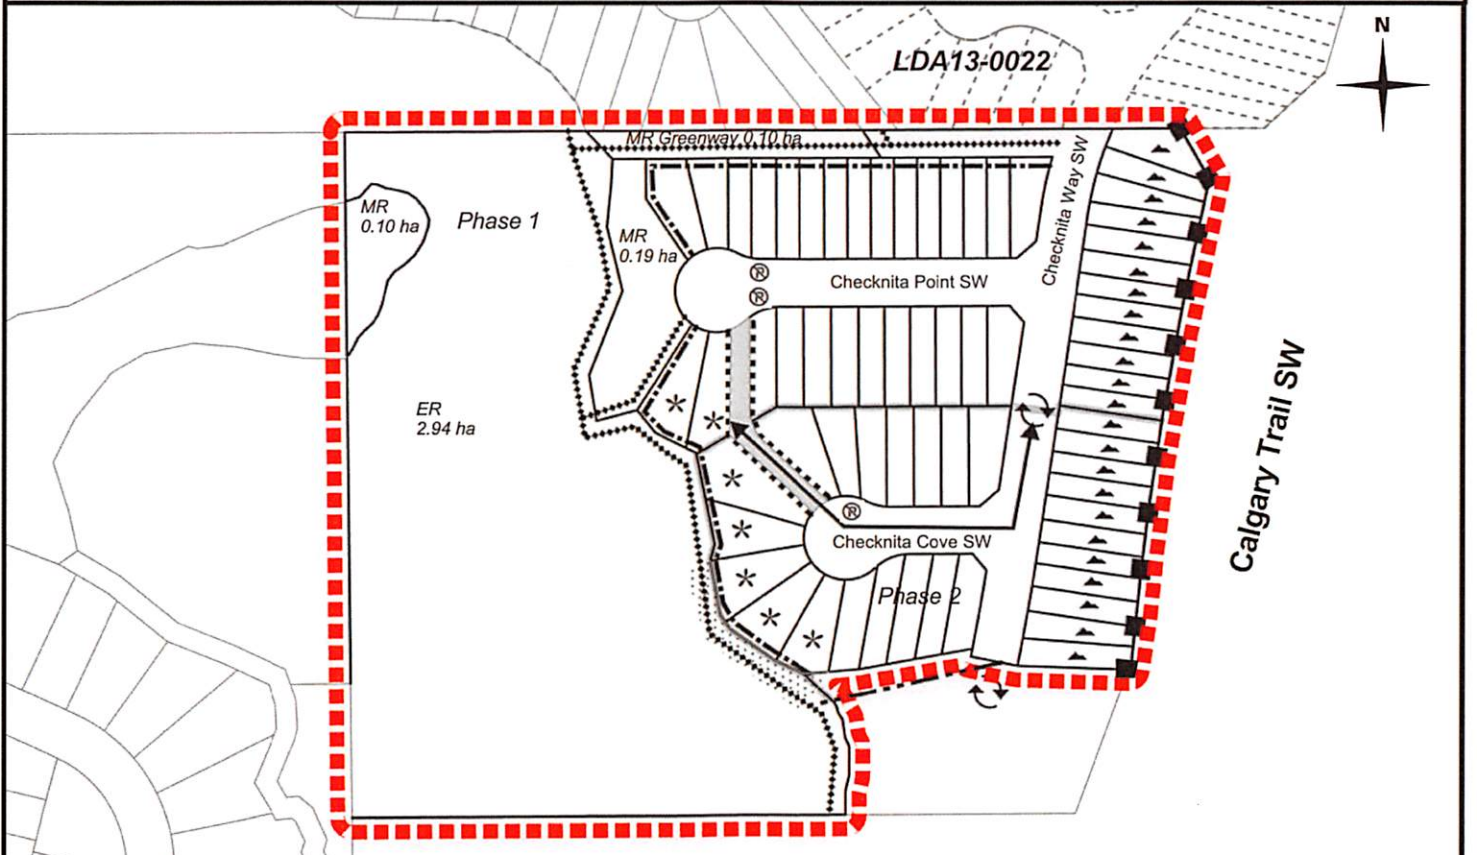 N
LDA13-0022
MR Greenway 0.10 ha
Checknita Way SW
MR
0.10 ha
Phase 1
MR
0.19 ha
®
®
Checknita Point SW
Calgary Trail SW
ER
2.94 ha
®
Checknita Cove SW
Phase 2